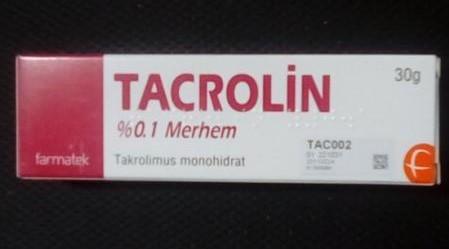 TACROLİN
30g
%0.1 Merhem
farmatek
Takrolimus monohidrat
TAC002